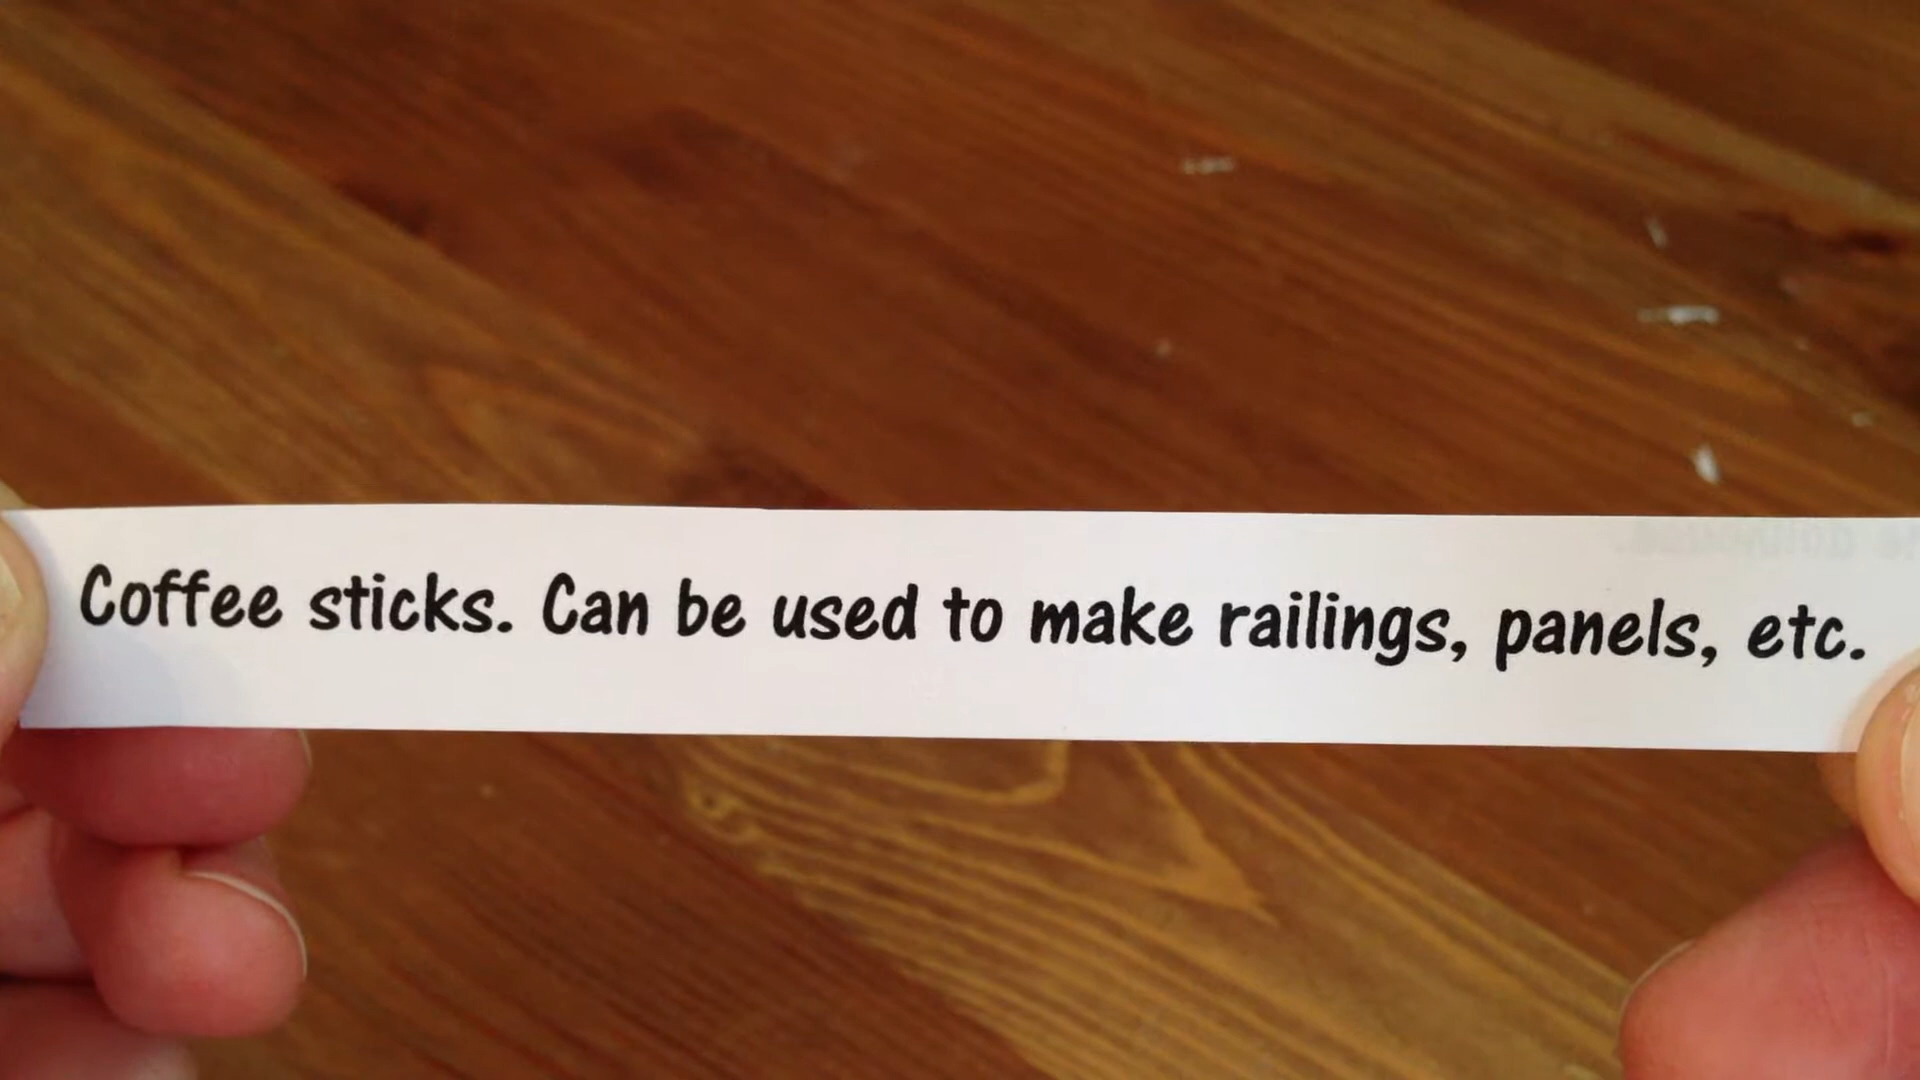 Coffee sticks. Can be used to make railings, panels, etc.